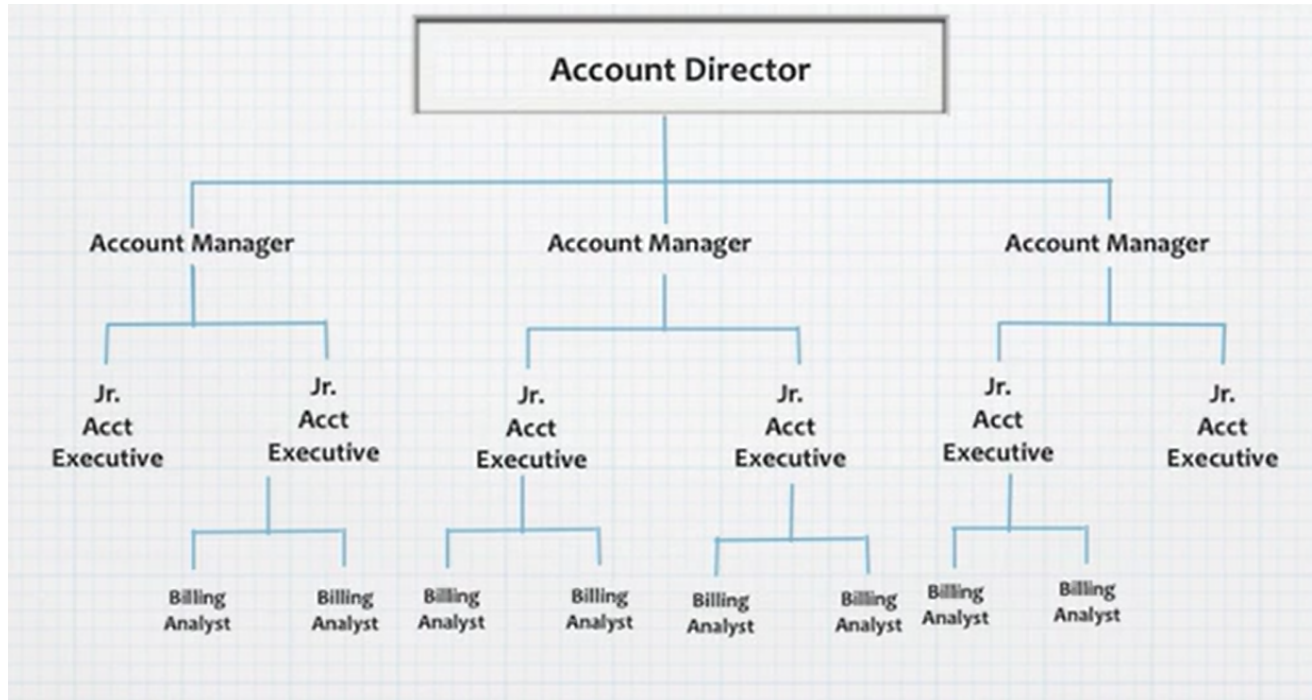 Account Director
Account Manager
Account Manager
Account Manager
Jr.
Acct
Executive
Jr.
Acct
Executive
Jr.
Acct
Executive
Jr.
Acct
Executive
Jr.
Acct
Executive
Jr.
Acct
Executive
Billing
Analyst
Billing
Analyst
Billing
Analyst
Billing
Analyst
Billing
Analyst
Billing
Analyst
Billing
Analyst
Billing
Analyst